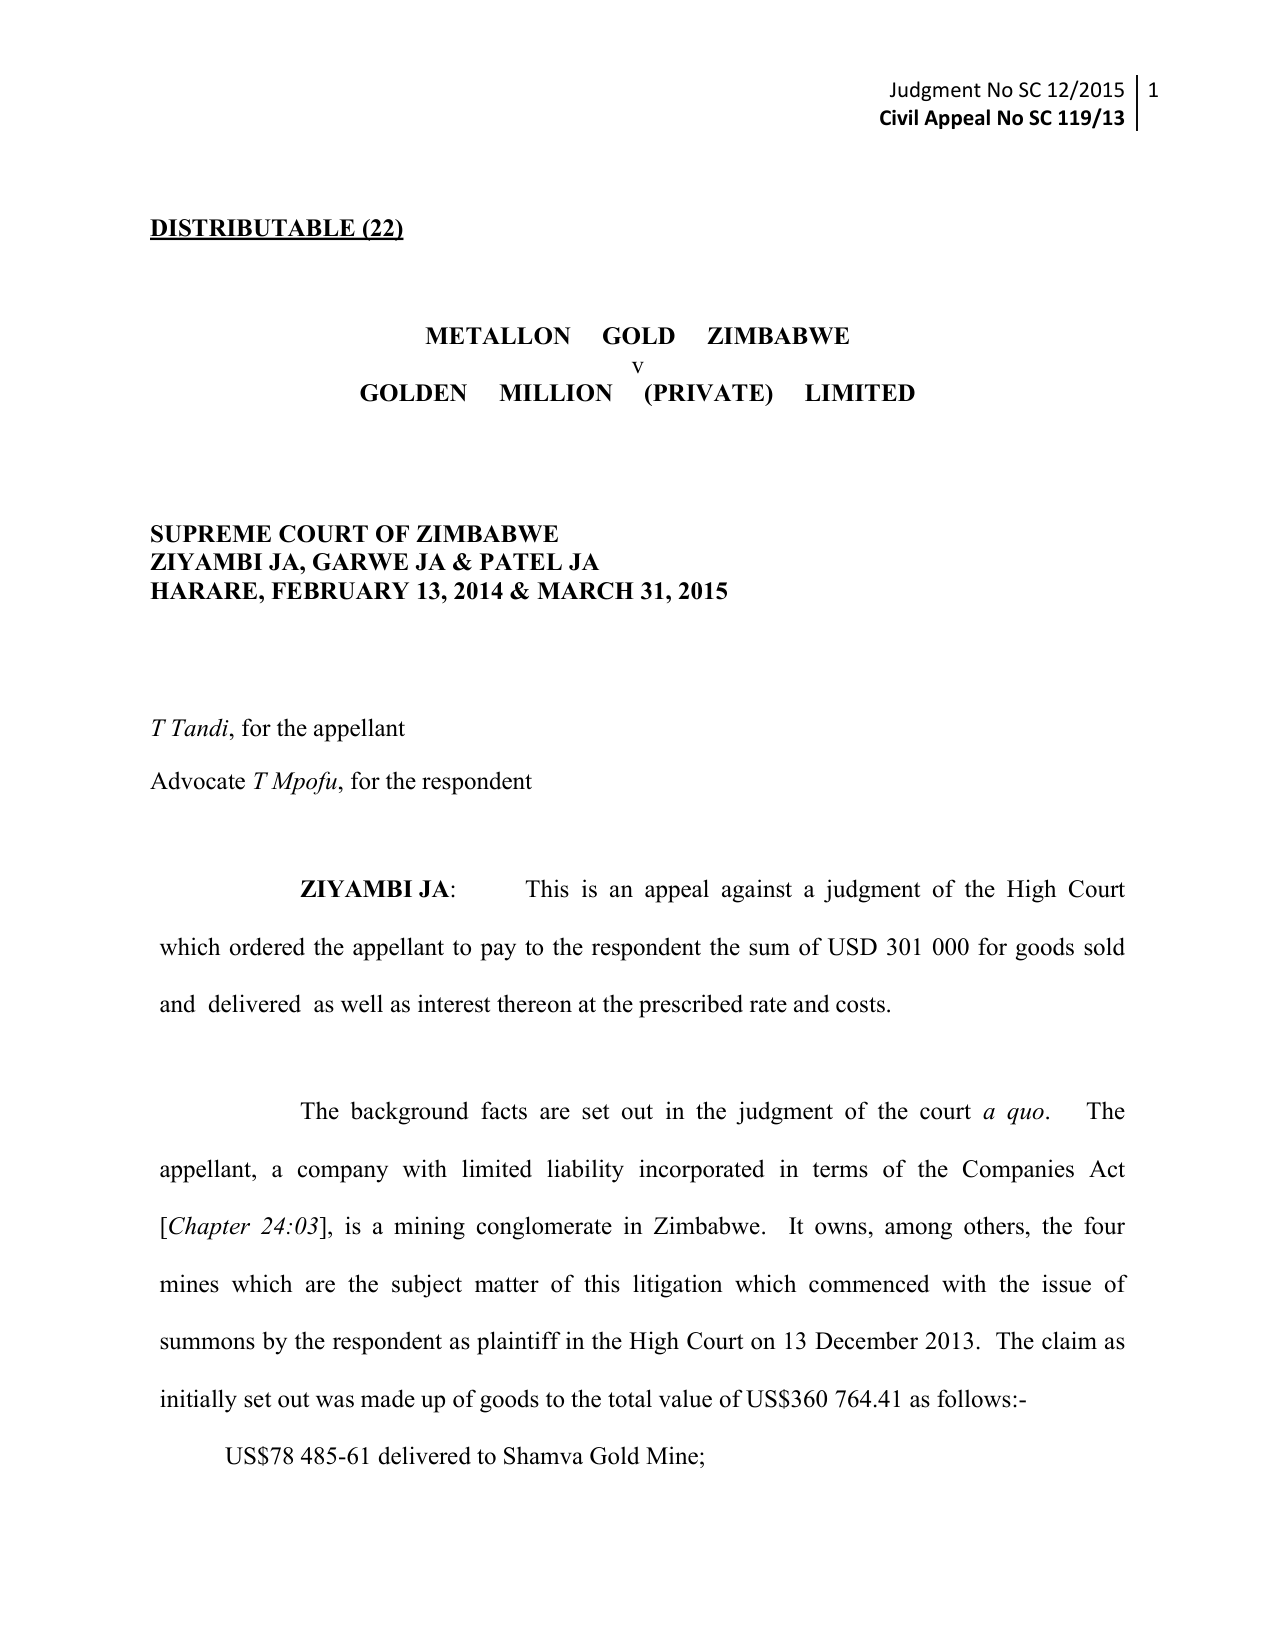 Judgment No SC 12/2015 1
Civil Appeal No SC 119/13
DISTRIBUTABLE (22)
METALLON GOLD ZIMBABWE
v
GOLDEN MILLION (PRIVATE) LIMITED
SUPREME COURT OF ZIMBABWE
ZIYAMBI JA, GARWE JA & PATEL JA
HARARE, FEBRUARY 13, 2014 & MARCH 31, 2015
T Tandi, for the appellant
Advocate T Mpofu, for the respondent
ZIYAMBI JA: This is an appeal against a judgment of the High Court
which ordered the appellant to pay to the respondent the sum of USD 301 000 for goods sold
and delivered as well as interest thereon at the prescribed rate and costs.
The background facts are set out in the judgment of the court a quo. The
appellant, a company with limited liability incorporated in terms of the Companies Act
[Chapter 24:03], is a mining conglomerate in Zimbabwe. It owns, among others, the four
mines which are the subject matter of this litigation which commenced with the issue of
summons by the respondent as plaintiff in the High Court on 13 December 2013. The claim as
initially set out was made up of goods to the total value of US$360 764.41 as follows:-
US$78 485-61 delivered to Shamva Gold Mine;